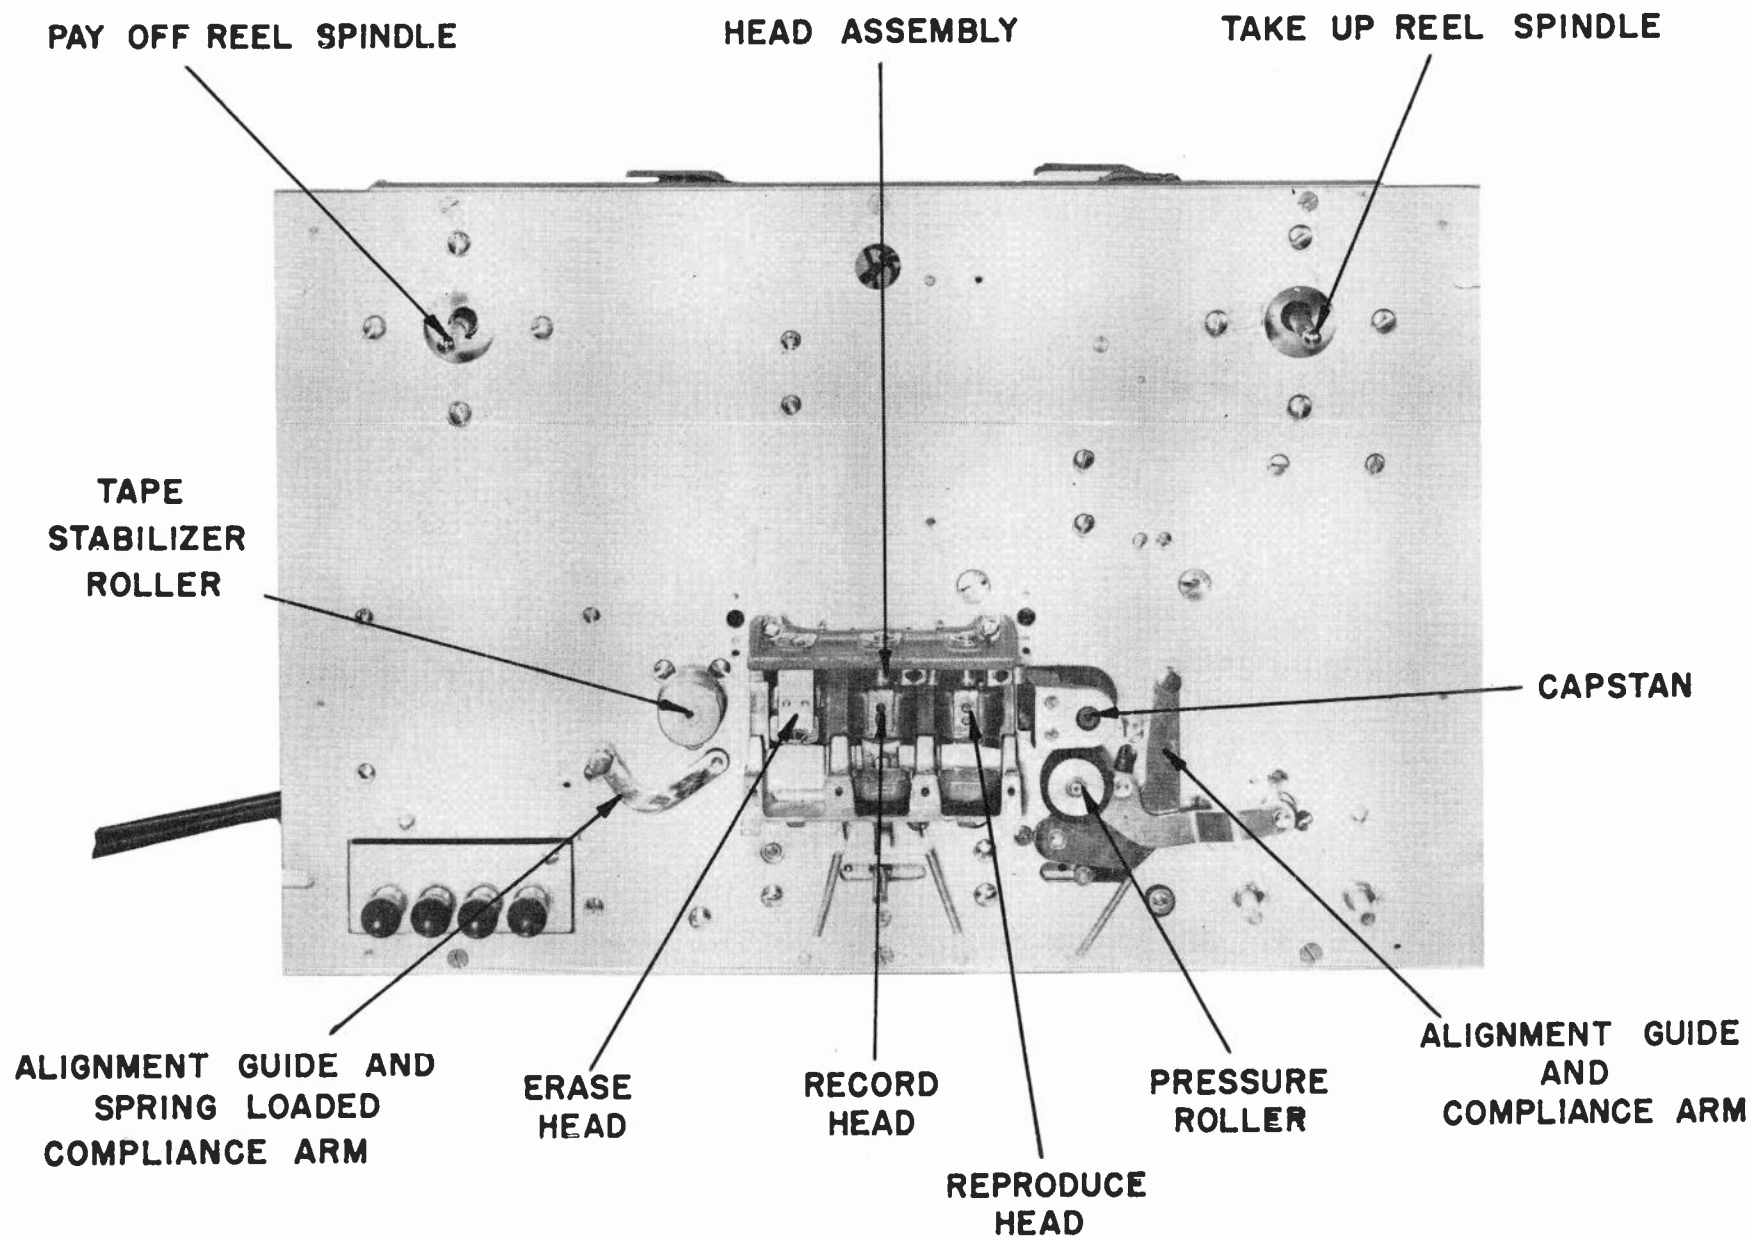 PAY OFF REEL SPINDLE
HEAD ASSEMBLY
TAKE UP REEL SPINDLE
TAPE
STABILIZER
ROLLER
CAPSTAN
ALIGNMENT GUIDE AND
SPRING LOADED
COMPLIANCE ARM
ERASE
HEAD
RECORD
HEAD
REPRODUCE
HEAD
PRESSURE
ROLLER
ALIGNMENT GUIDE
AND
COMPLIANCE ARM